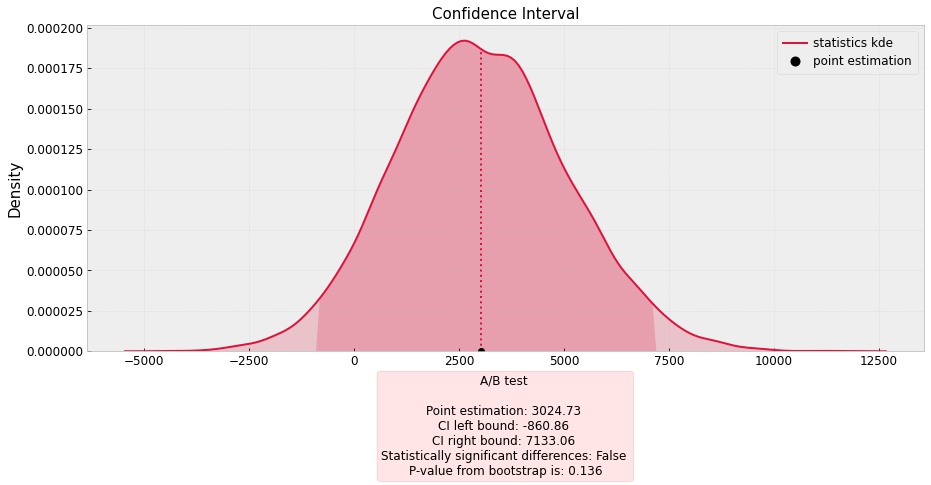 Confidence Interval
0.000200
0.000175
0.000150
0.000125
0.000100
0.000075
0.000050
0.000025
0.000000
Density
statistics kde
point estimation
−5000 −2500 0 2500 5000 7500 10000 12500
A/B test
Point estimation: 3024.73
CI left bound: -860.86
CI right bound: 7133.06
Statistically significant differences: False
P-value from bootstrap is: 0.136